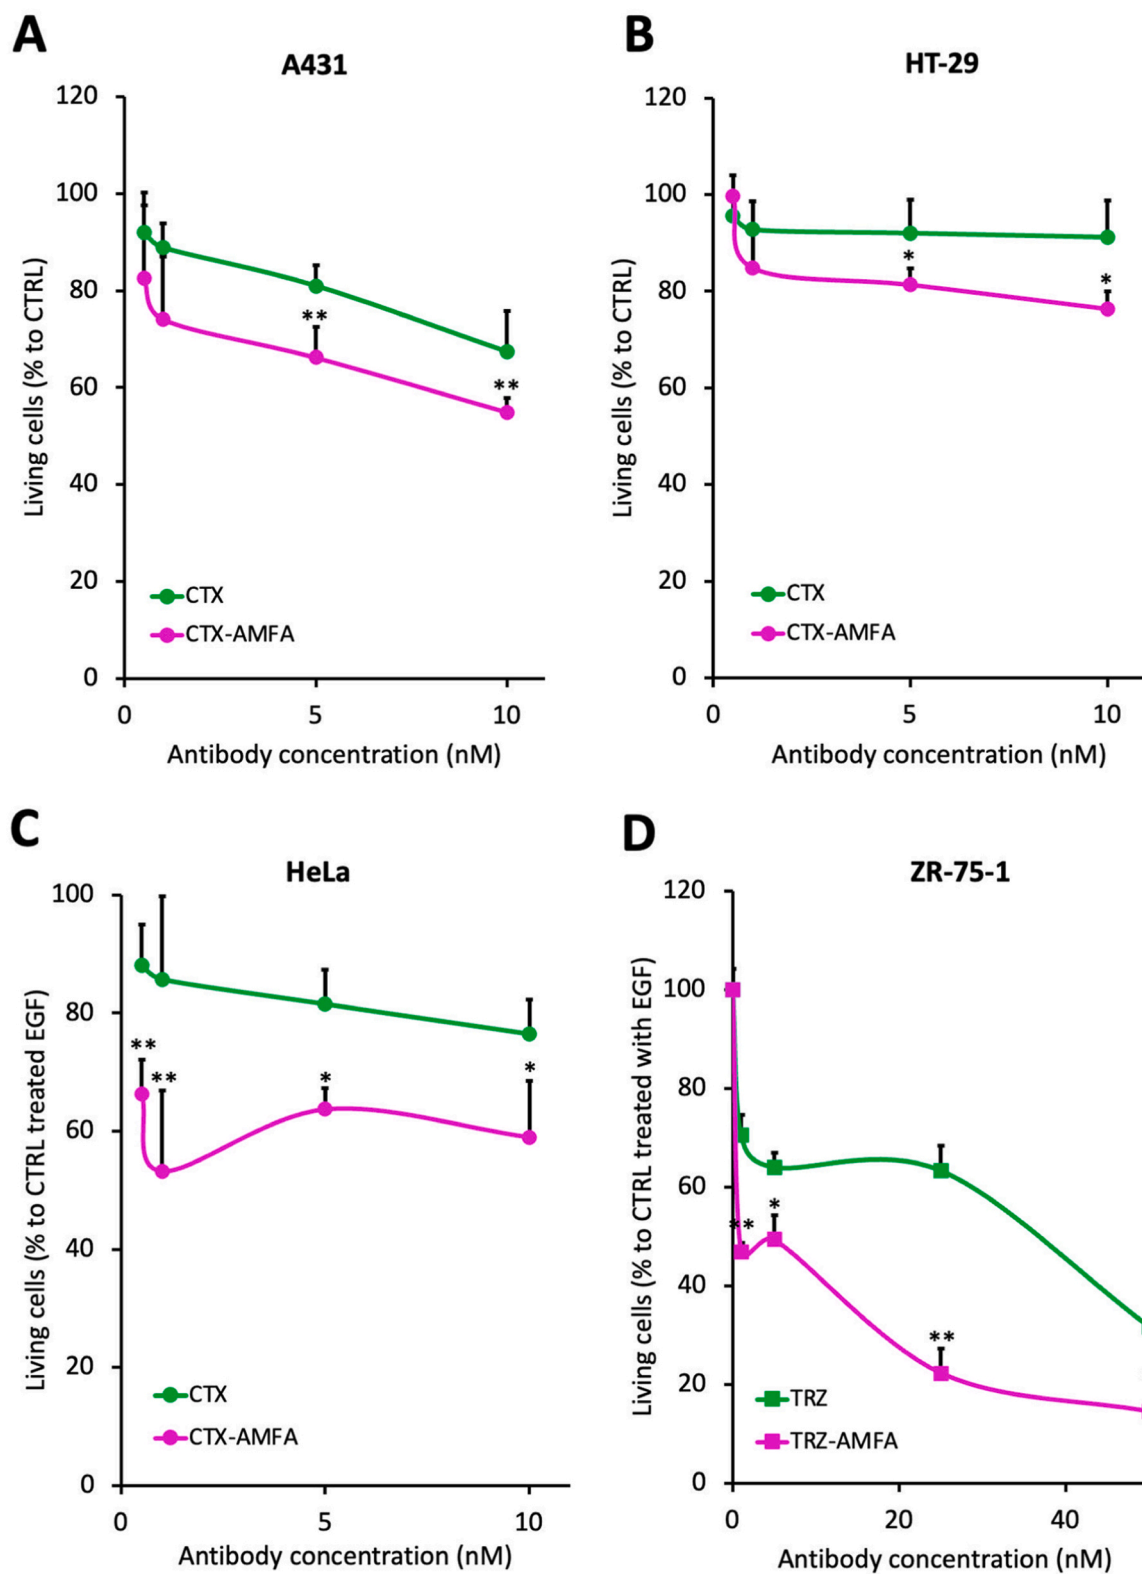 A
A431
120
100
80
60
40
20
0
Living cells (% to CTRL)
**
**
CTX
CTX-AMFA
0
5
10
Antibody concentration (nM)
B
HT-29
120
100
80
60
40
20
0
Living cells (% to CTRL)
*
*
CTX
CTX-AMFA
0
5
10
Antibody concentration (nM)
C
HeLa
100
80
60
40
20
0
Living cells (% to CTRL treated EGF)
**
**
*
*
CTX
CTX-AMFA
0
5
10
Antibody concentration (nM)
D
ZR-75-1
120
100
80
60
40
20
0
Living cells (% to CTRL treated with EGF)
**
*
**
TRZ
TRZ-AMFA
0
20
40
Antibody concentration (nM)